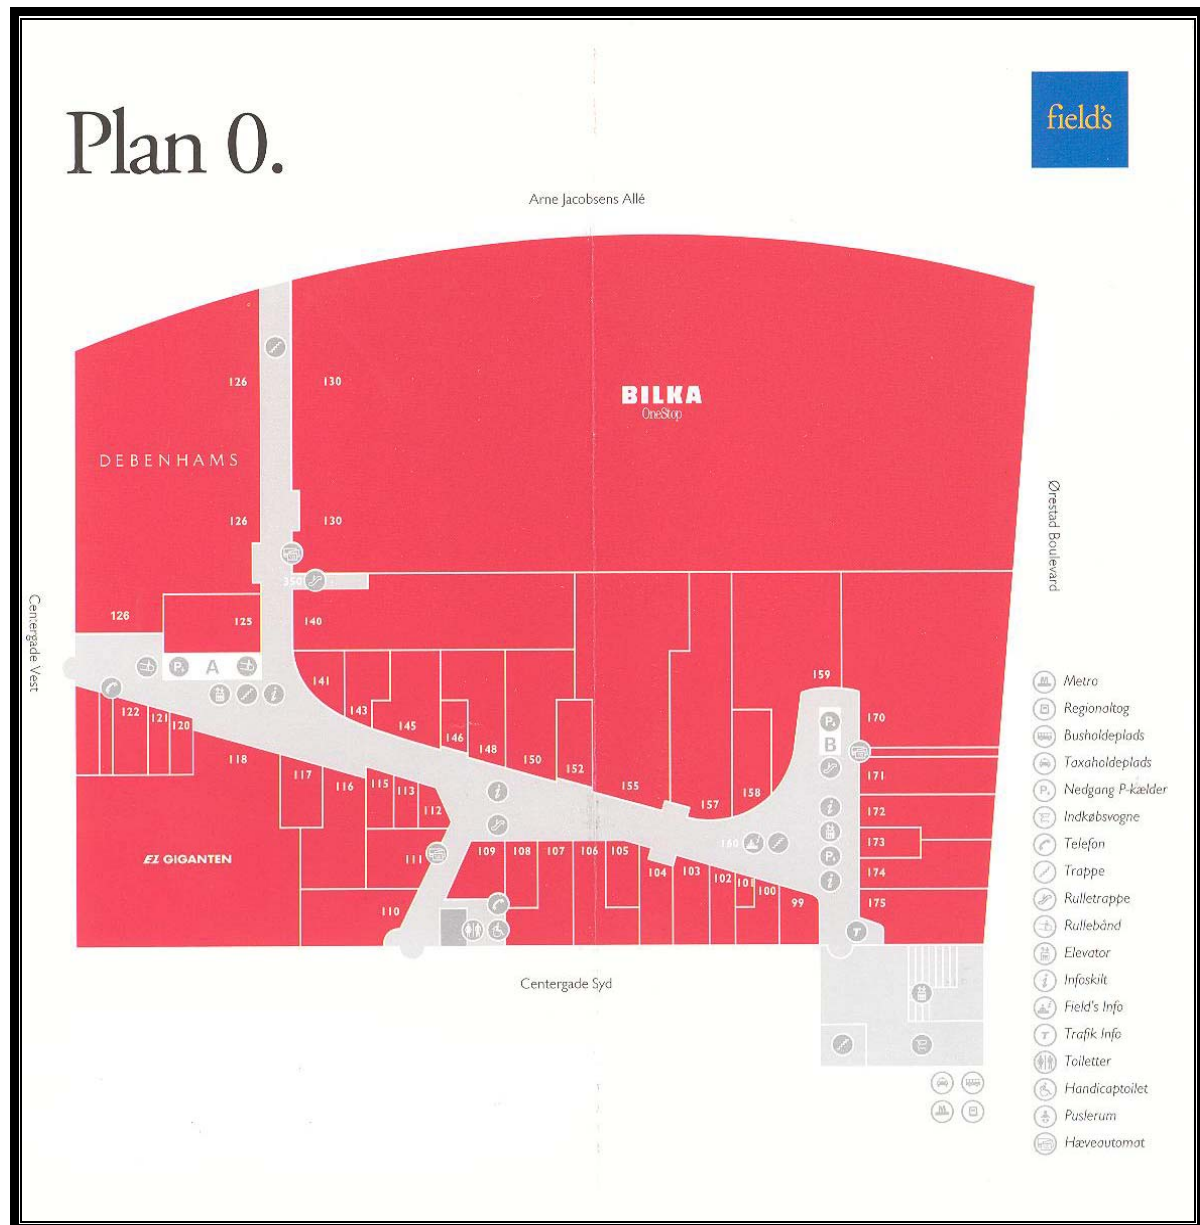 Plan 0.
field's
Arne Jacobsens Allé
126
130
BILKA
OneStop
DEBENHAMS
126
130
Ørestad Boulevard
350
Centergade Vest
126
125
140
A
141
159
122
121
120
143
145
170
118
146
148
B
150
152
117
116
115
113
112
155
157
158
171
172
EL GIGANTEN
111
109
108
107
106
105
160
173
104
103
102
101
100
174
110
99
175
Centergade Syd
Metro
Regionaltog
Busholdeplads
Taxaholdeplads
Nedgang P-kælder
Indkøbsvogne
Telefon
Trappe
Rulletrappe
Rullebånd
Elevator
Infoskilt
Field's Info
Trafik Info
Toiletter
Handicaptoilet
Puslerum
Hæveautomat